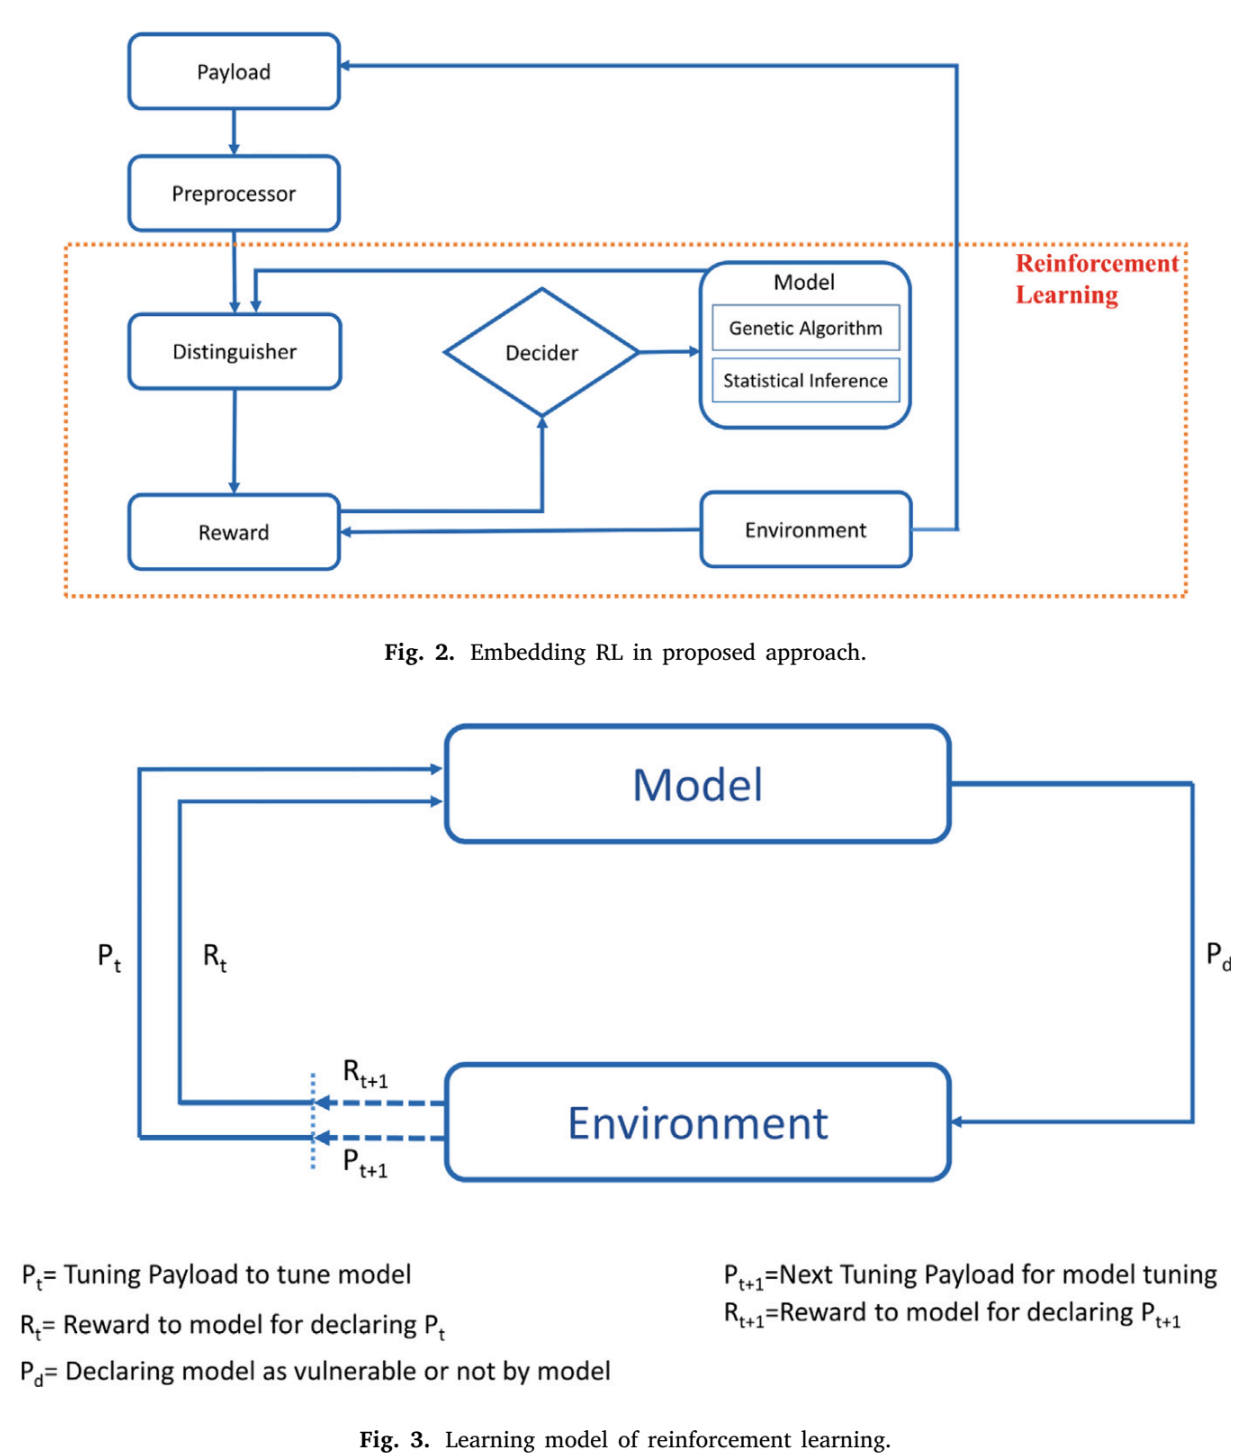 Payload
Preprocessor
Reinforcement
Learning
Model
Genetic Algorithm
Statistical Inference
Distinguisher
Decider
Reward
Environment
Fig. 2. Embedding RL in proposed approach.
Model
Pt
Rt
Pd
Rt+1
Environment
Pt+1
Pt= Tuning Payload to tune model
Rt= Reward to model for declaring Pt
Pd= Declaring model as vulnerable or not by model
Pt+1=Next Tuning Payload for model tuning
Rt+1=Reward to model for declaring Pt+1
Fig. 3. Learning model of reinforcement learning.